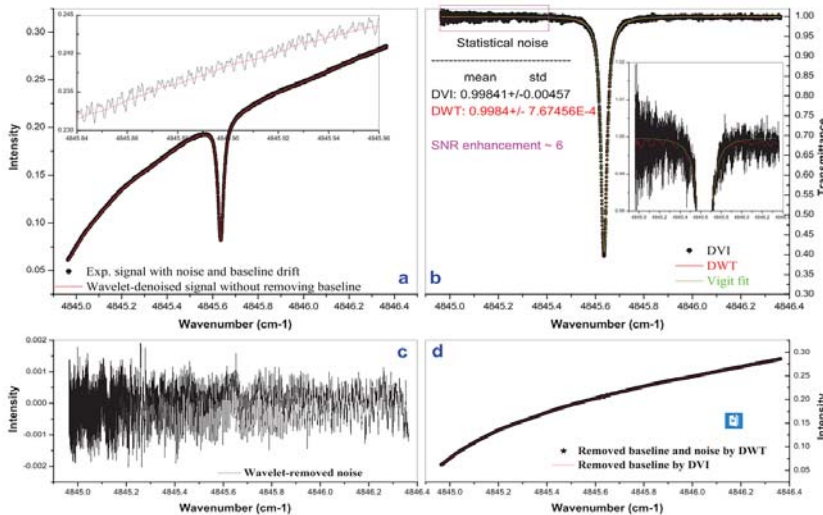 0.245
0.240
0.235
0.230
4845.84 4845.86 4845.88 4845.90 4845.92 4845.94 4845.96
0.30
0.25
0.20
0.15
0.10
0.05
Intensity
Exp. signal with noise and baseline drift
Wavelet-denoised signal without removing baseline
a
4845.0 4845.2 4845.4 4845.6 4845.8 4846.0 4846.2 4846.4
Wavenumber (cm-1)
Statistical noise
mean std
DVI: 0.99841+/-0.00457
DWT: 0.9984+/- 7.67456E-4
SNR enhancement ~ 6
b
DVI
DWT
Vigit fit
1.00
0.95
0.90
0.85
0.80
0.75
0.70
0.65
0.60
0.55
0.50
0.45
0.40
0.35
0.30
Transmittance
4845.0 4845.2 4845.4 4845.6 4845.8 4846.0 4846.2 4846.4
Wavenumber (cm-1)
0.002
0.001
0.000
-0.001
-0.002
Intensity
c
Wavelet-removed noise
4845.0 4845.2 4845.4 4845.6 4845.8 4846.0 4846.2 4846.4
Wavenumber (cm-1)
d
0.30
0.25
0.20
0.15
0.10
0.05
Intensity
Removed baseline and noise by DWT
Removed baseline by DVI
4845.0 4845.2 4845.4 4845.6 4845.8 4846.0 4846.2 4846.4
Wavenumber (cm-1)